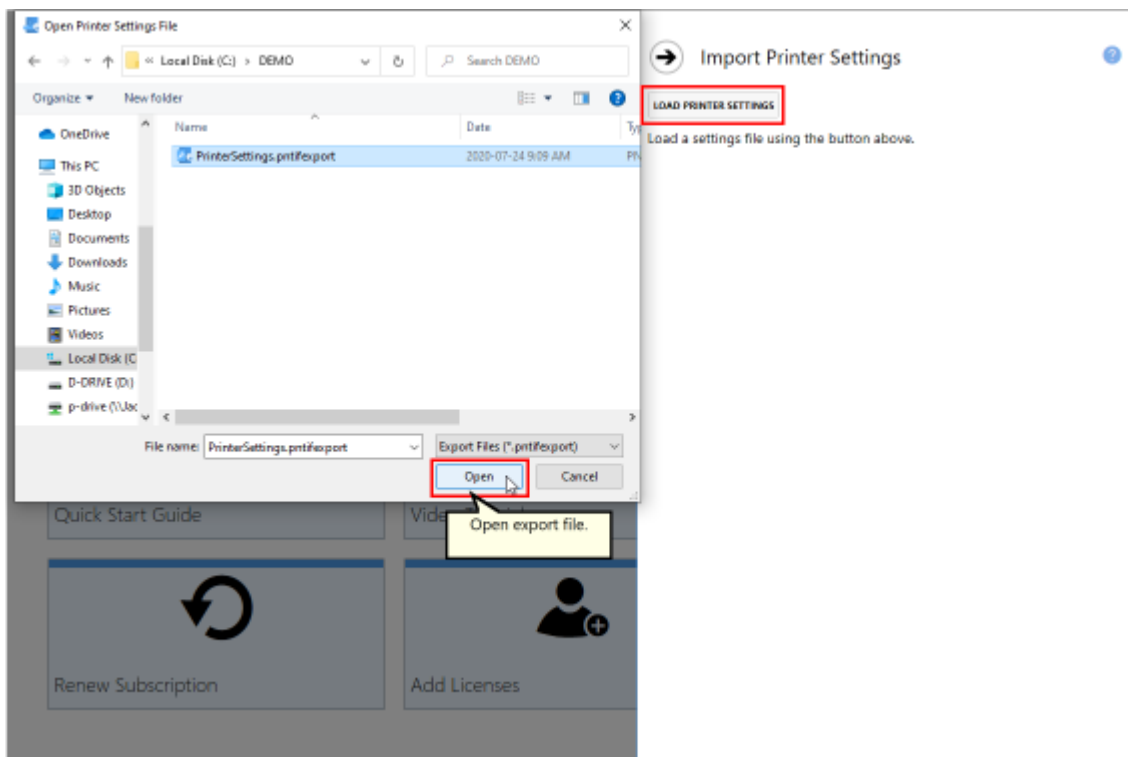 Open Printer Settings File
« Local Disk (C:) > DEMO
Search DEMO
Organize
New folder
Name
Date
OneDrive
PrinterSettings.pntifexport
2020-07-24 9:09 AM
PN
This PC
3D Objects
Desktop
Documents
Downloads
Music
Pictures
Videos
Local Disk (C
D-DRIVE (D:)
p-drive (\\Jac
File name:
PrinterSettings.pntifexport
Export Files (*.pntifexport)
Open
Cancel
Open export file.
Quick Start Guide
Renew Subscription
Add Licenses
Import Printer Settings
?
LOAD PRINTER SETTINGS
Load a settings file using the button above.